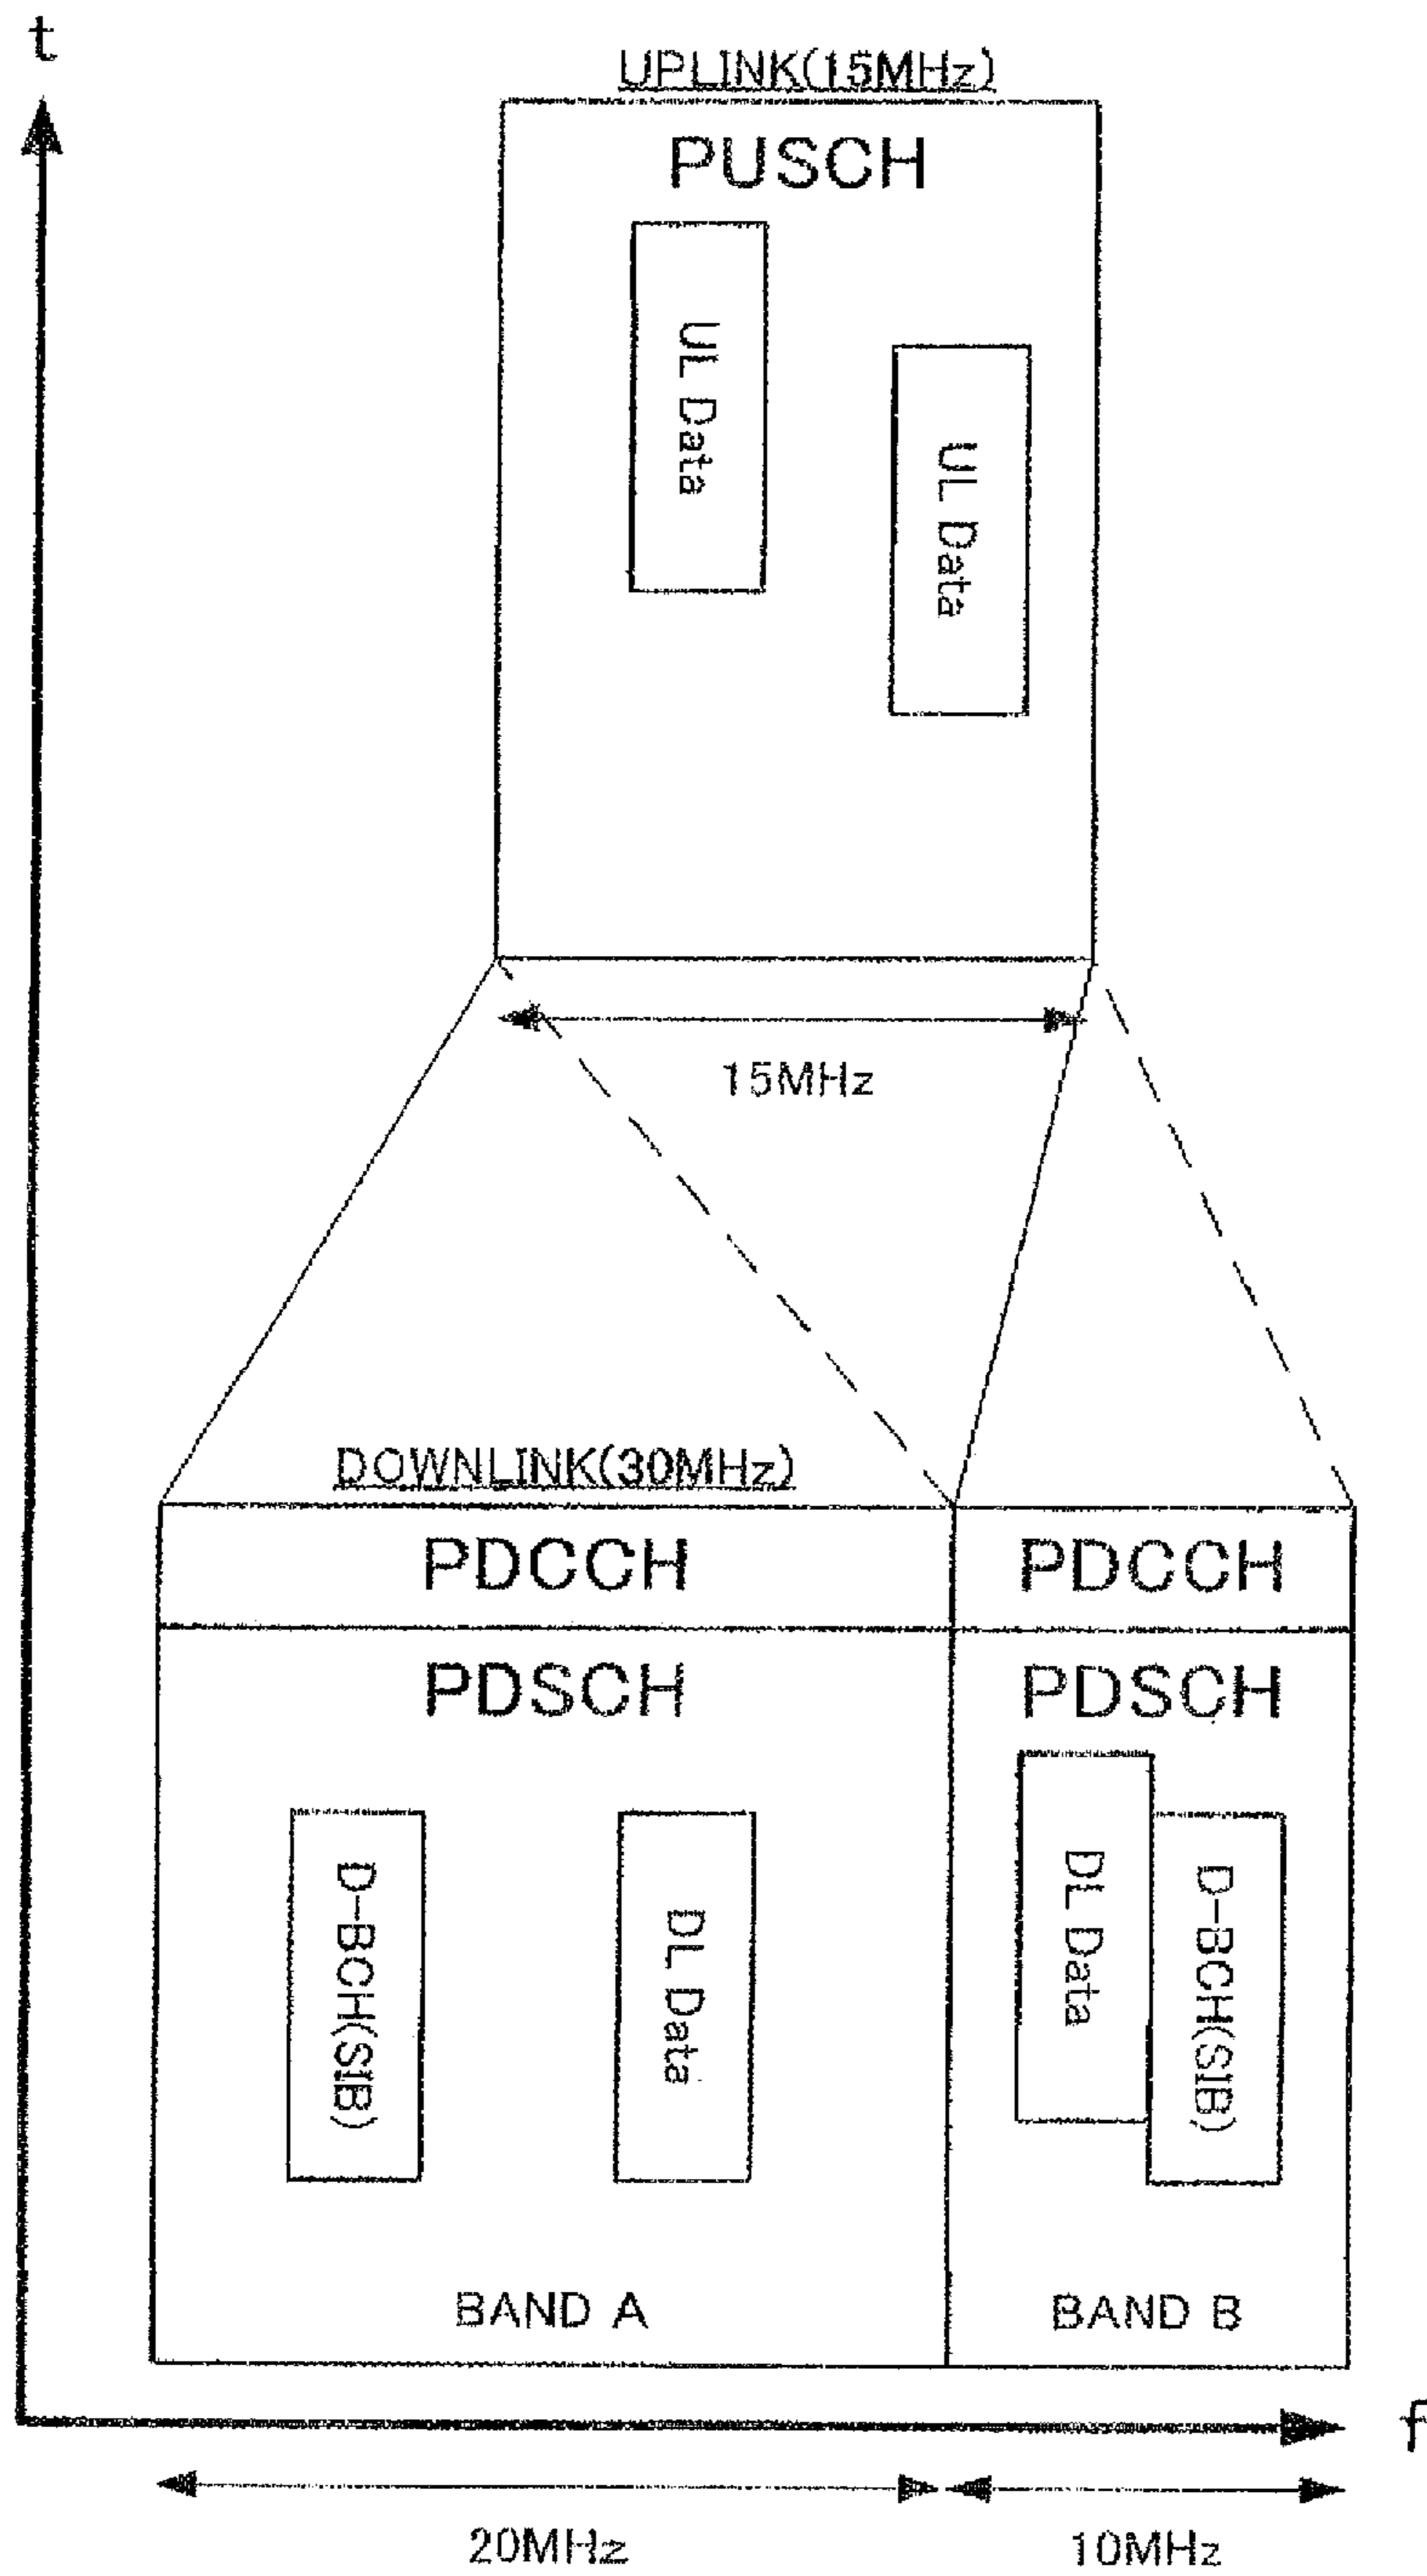 t
UPLINK(15MHz)
PUSCH
UL Data
UL Data
15MHz
DOWNLINK(30MHz)
PDCCH
PDCCH
PDSCH
PDSCH
D-BCH(SIB)
DL Data
DL Data
D-BCH(SIB)
BAND A
BAND B
f
20MHz
10MHz